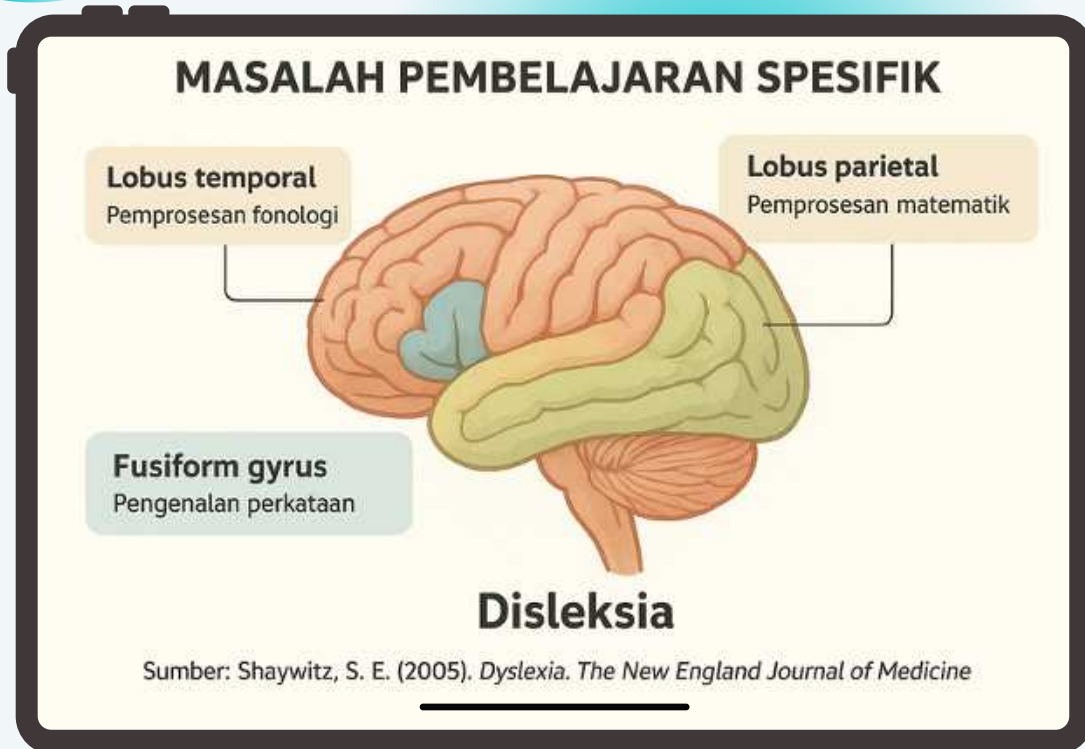 MASALAH PEMBELAJARAN SPESIFIK
Lobus temporal
Pemprosesan fonologi
Lobus parietal
Pemprosesan matematik
Fusiform gyrus
Pengenalan perkataan
Disleksia
Sumber: Shaywitz, S. E. (2005). Dyslexia. The New England Journal of Medicine